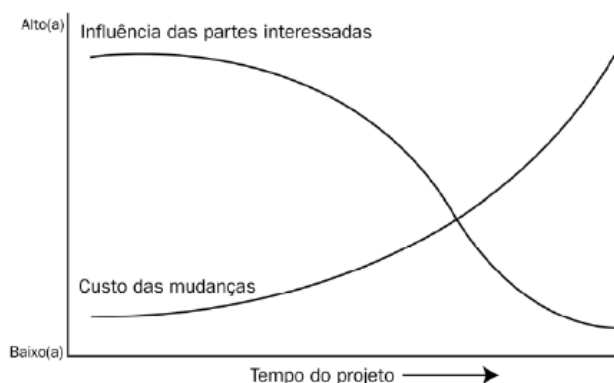 Alto(a)
Influência das partes interessadas
Custo das mudanças
Baixo(a)
Tempo do projeto